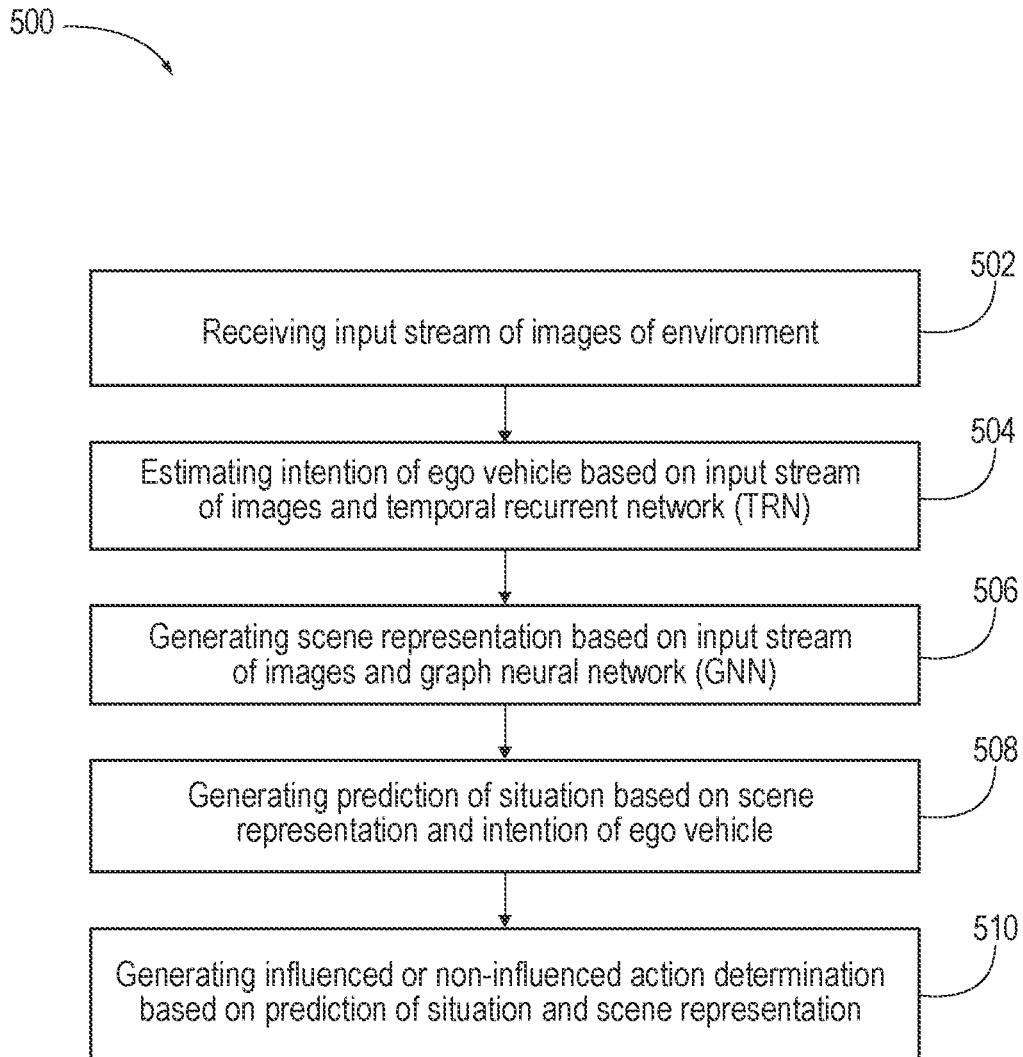 500
502
Receiving input stream of images of environment
504
Estimating intention of ego vehicle based on input stream
of images and temporal recurrent network (TRN)
506
Generating scene representation based on input stream
of images and graph neural network (GNN)
508
Generating prediction of situation based on scene
representation and intention of ego vehicle
510
Generating influenced or non-influenced action determination
based on prediction of situation and scene representation